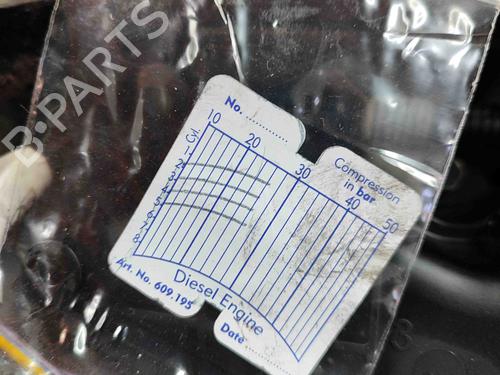 B-PARTS
No. ............
10
20
30
40
50
Cyl.
1
2
3
4
5
6
7
8
Compression
in bar
Diesel Engine
Art. No. 609.195
Date ............